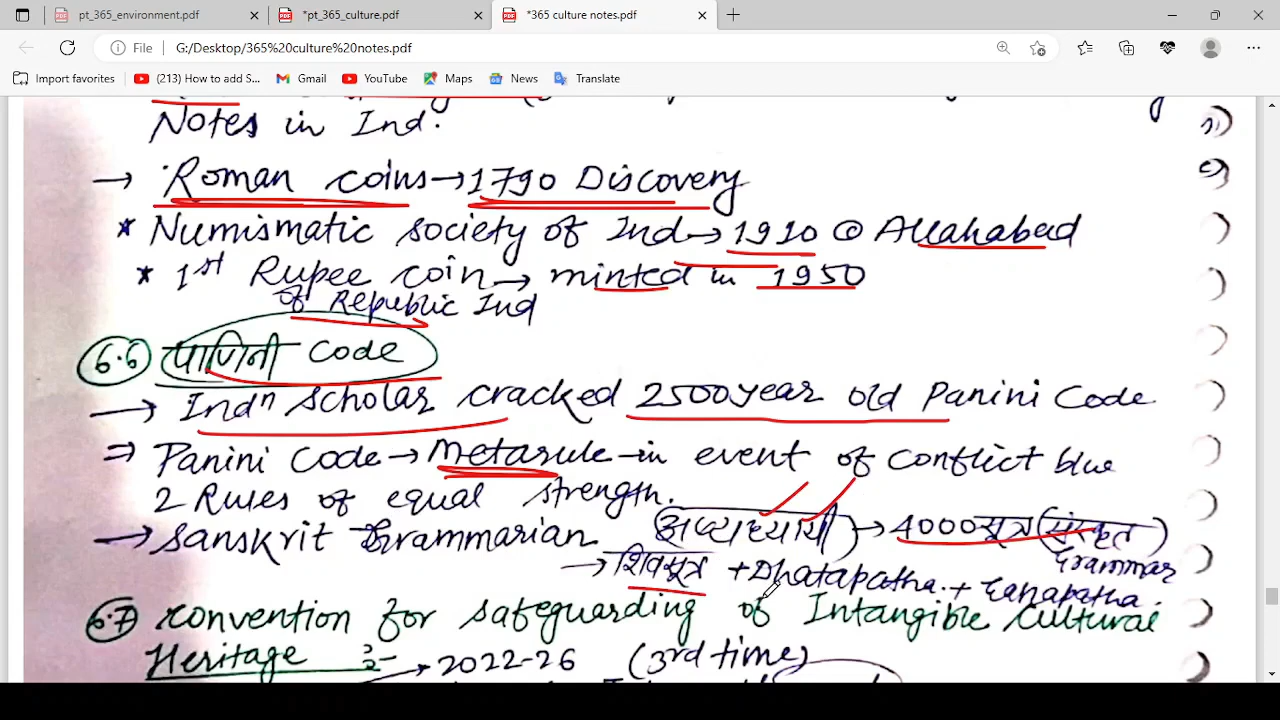 pt_365_environment.pdf
*pt_365_culture.pdf
*365 culture notes.pdf
File G:/Desktop/365%20culture%20notes.pdf
Import favorites (213) How to add S... Gmail YouTube Maps News Translate
Notes in Ind.
→ Roman coins → 1790 Discovery
* Numismatic society of Ind → 1910 @ Allahabad
* 1st Rupee coin → minted in 1950
of Republic Ind
6.6 पाणिनी Code
→ Indn scholar cracked 2500year old Panini Code
⇒ Panini Code → Metarule - in event of conflict b/w
2 Rules of equal strength.
→ Sanskrit Grammarian (अष्टाध्यायी) → 4000सूत्र (संस्कृत)
Grammar
→ शिवसूत्र + Dhatapatha + Ganapatha.
6.7 convention for safeguarding of Intangible Cultural
Heritage
2022-26 (3rd time)